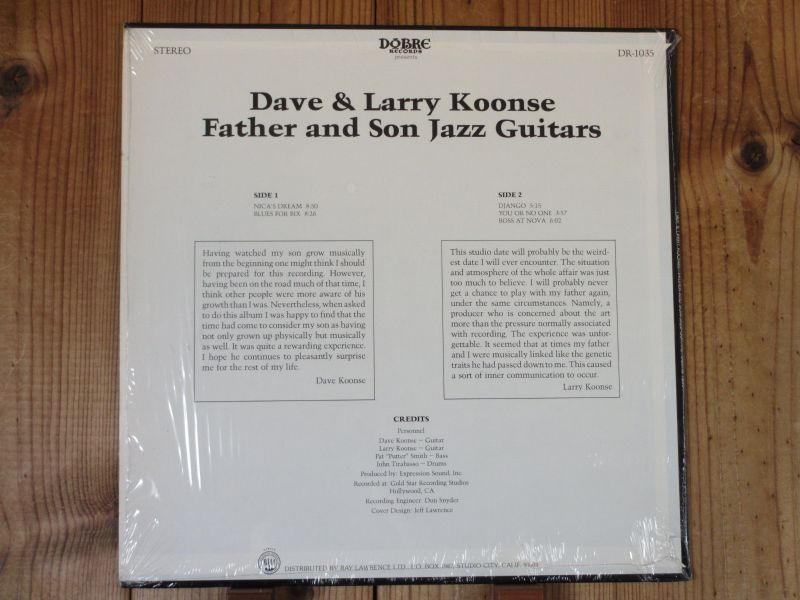 STEREO
DOBRE
RECORDS
presents
DR-1035
Dave & Larry Koonse
Father and Son Jazz Guitars
SIDE 1
NICA'S DREAM 8:50
BLUES FOR BIX 8:26
SIDE 2
DJANGO 5:15
YOU OR NO ONE 3:57
BOSS AT NOVA 6:02
Having watched my son grow musically
from the beginning one might think I should
be prepared for this recording. However,
having been on the road much of that time, I
think other people were more aware of his
growth than I was. Nevertheless, when asked
to do this album I was happy to find that the
time had come to consider my son as having
not only grown up physically but musically
as well. It was quite a rewarding experience.
I hope he continues to pleasantly surprise
me for the rest of my life.
Dave Koonse
This studio date will probably be the weird-
est date I will ever encounter. The situation
and atmosphere of the whole affair was just
too much to believe. I will probably never
get a chance to play with my father again,
under the same circumstances. Namely, a
producer who is concerned about the art
more than the pressure normally associated
with recording. The experience was unfor-
gettable. It seemed that at times my father
and I were musically linked like the genetic
traits he had passed down to me. This caused
a sort of inner communication to occur.
Larry Koonse
CREDITS
Personnel
Dave Koonse — Guitar
Larry Koonse — Guitar
Pat "Putter" Smith — Bass
John Tirabasso — Drums
Produced by: Expression Sound, Inc.
Recorded at: Gold Star Recording Studios
Hollywood, CA
Recording Engineer: Don Snyder
Cover Design: Jeff Lawrence
DISTRIBUTED BY RAY LAWRENCE LTD., P.O. BOX 1987, STUDIO CITY, CALIF.